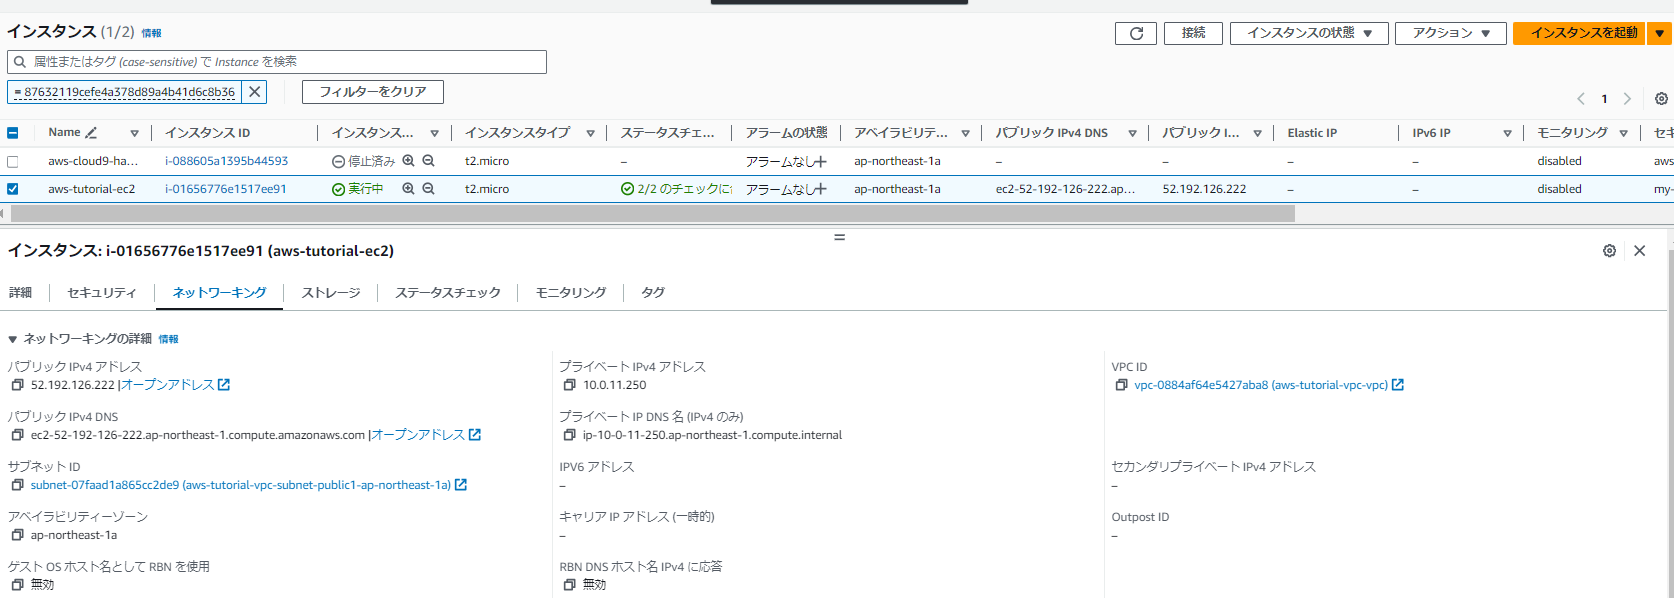 インスタンス (1/2) 情報
接続
インスタンスの状態 ▼
アクション ▼
インスタンスを起動 ▼
属性またはタグ (case-sensitive) で Instance を検索
= 87632119cefe4a378d89a4b41d6c8b36
フィルターをクリア
1
Name インスタンス ID インスタンス... インスタンスタイプ ステータスチェ... アラームの状態 アベイラビリテ... パブリック IPv4 DNS パブリック I... Elastic IP IPv6 IP モニタリング セキ
aws-cloud9-ha... i-088605a1395b44593 停止済み t2.micro – アラームなし ap-northeast-1a – – – – disabled aws
aws-tutorial-ec2 i-01656776e1517ee91 実行中 t2.micro 2/2 のチェックに アラームなし ap-northeast-1a ec2-52-192-126-222.ap... 52.192.126.222 – – disabled my-
インスタンス: i-01656776e1517ee91 (aws-tutorial-ec2)
詳細 セキュリティ ネットワーキング ストレージ ステータスチェック モニタリング タグ
▼ ネットワーキングの詳細 情報
パブリック IPv4 アドレス
52.192.126.222 |オープンアドレス
プライベート IPv4 アドレス
10.0.11.250
VPC ID
vpc-0884af64e5427aba8 (aws-tutorial-vpc-vpc)
パブリック IPv4 DNS
ec2-52-192-126-222.ap-northeast-1.compute.amazonaws.com |オープンアドレス
プライベート IP DNS 名 (IPv4 のみ)
ip-10-0-11-250.ap-northeast-1.compute.internal
サブネット ID
subnet-07faad1a865cc2de9 (aws-tutorial-vpc-subnet-public1-ap-northeast-1a)
IPV6 アドレス
–
セカンダリプライベート IPv4 アドレス
–
アベイラビリティーゾーン
ap-northeast-1a
キャリア IP アドレス (一時的)
–
Outpost ID
–
ゲスト OS ホスト名として RBN を使用
無効
RBN DNS ホスト名 IPv4 に応答
無効